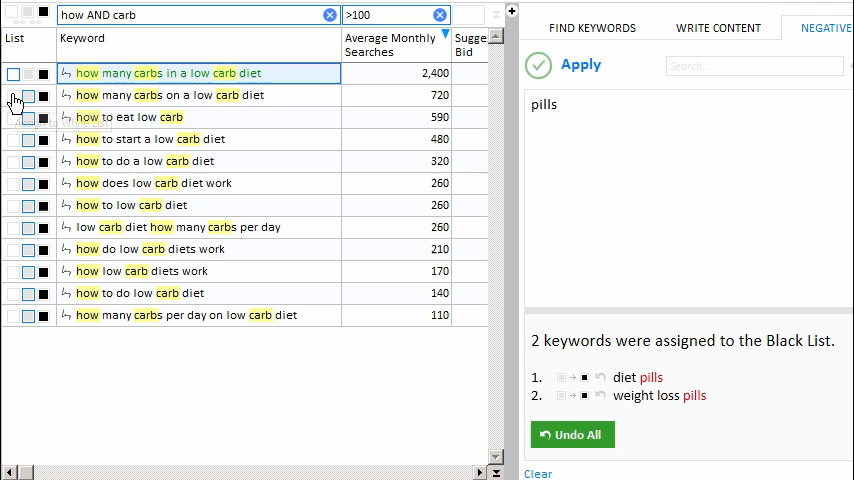 how AND carb
>100
List
Keyword
Average Monthly
Searches
Sugges
Bid
how many carbs in a low carb diet 2,400
how many carbs on a low carb diet 720
how to eat low carb 590
Assign to White List
how to start a low carb diet 480
how to do a low carb diet 320
how does low carb diet work 260
how to low carb diet 260
low carb diet how many carbs per day 260
how do low carb diets work 210
how low carb diets work 170
how to do low carb diet 140
how many carbs per day on low carb diet 110
FIND KEYWORDS
WRITE CONTENT
NEGATIVE
Apply
Search...
pills
2 keywords were assigned to the Black List.
1. diet pills
2. weight loss pills
Undo All
Clear